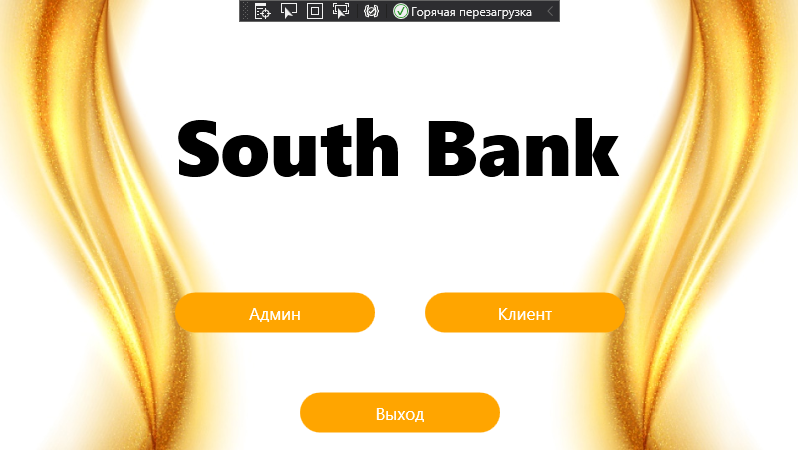 Горячая перезагрузка
South Bank
Админ
Клиент
Выход